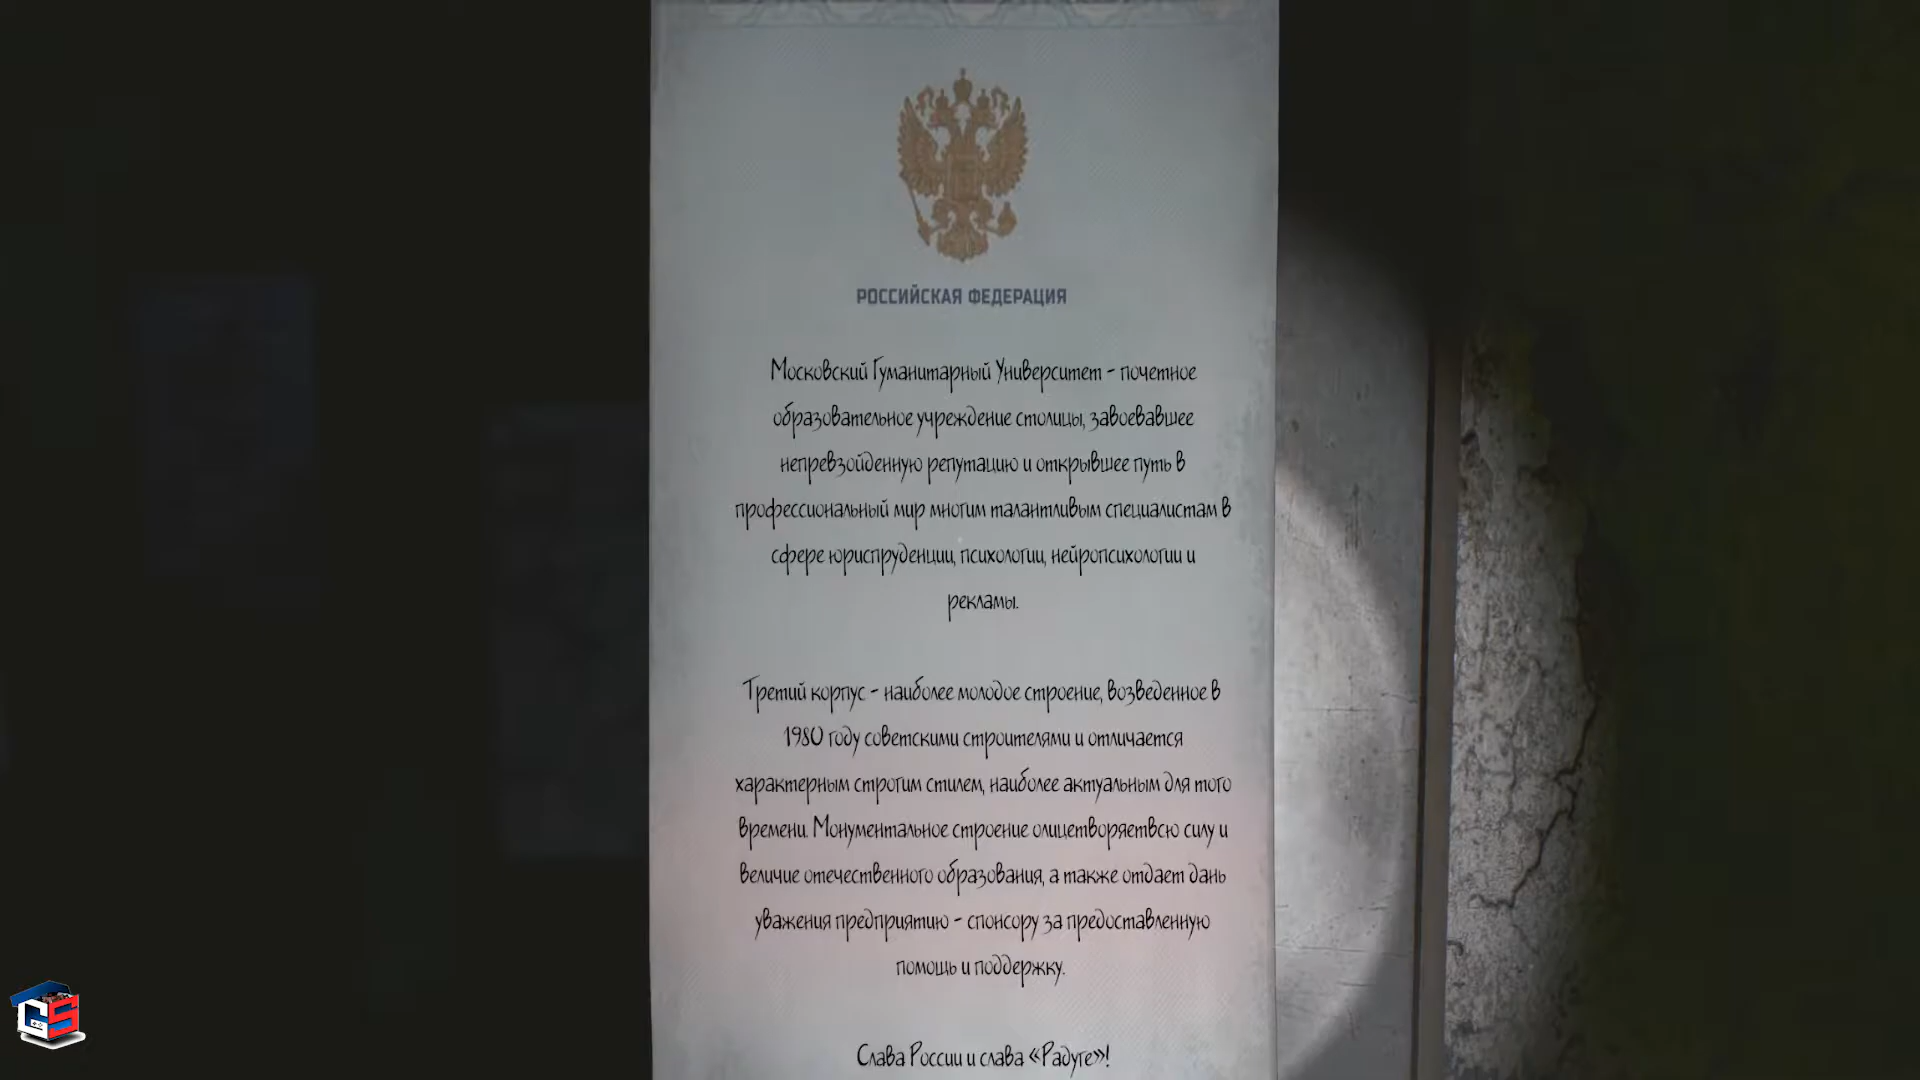 РОССИЙСКАЯ ФЕДЕРАЦИЯ
Московский Гуманитарный Университет - почетное
образовательное учреждение столицы, завоевавшее
непревзойденную репутацию и открывшее путь в
профессиональный мир многим талантливым специалистам в
сфере юриспруденции, психологии, нейропсихологии и
рекламы.
Третий корпус - наиболее молодое строение, возведенное в
1980 году советскими строителями и отличается
характерным строгим стилем, наиболее актуальным для того
времени. Монументальное строение олицетворяетвсю силу и
величие отечественного образования, а также отдает дань
уважения предприятию - спонсору за предоставленную
помощь и поддержку.
Слава России и слава «Радуге»!
GS